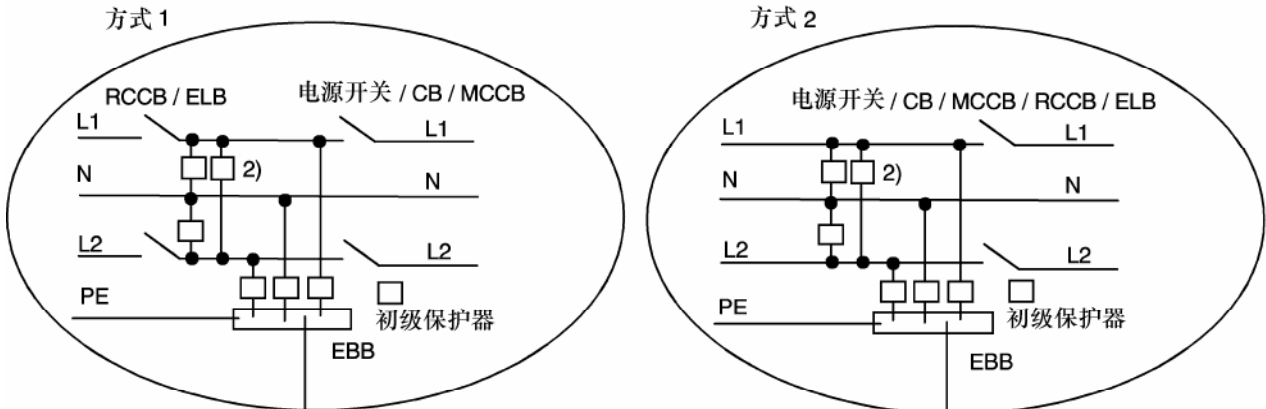 方式 1
RCCB / ELB
电源开关 / CB / MCCB
L1
L1
N
2)
N
L2
L2
PE
初级保护器
EBB
方式 2
电源开关 / CB / MCCB / RCCB / ELB
L1
L1
N
2)
N
L2
L2
PE
初级保护器
EBB